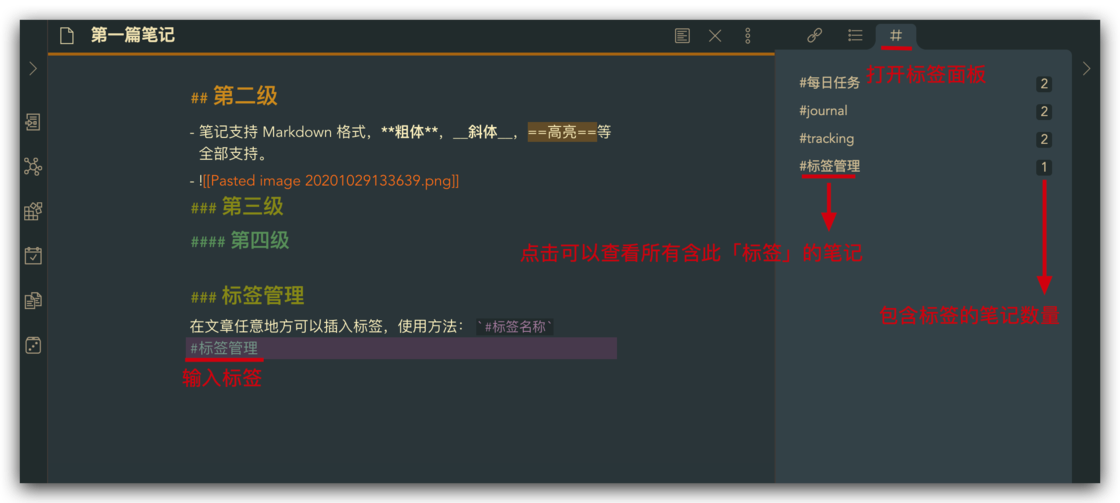 第一篇笔记
## 第二级
- 笔记支持 Markdown 格式，**粗体**，__斜体__，==高亮==等
全部支持。
- ![[Pasted image 20201029133639.png]]
### 第三级
#### 第四级
### 标签管理
在文章任意地方可以插入标签，使用方法： `#标签名称`
#标签管理
输入标签
打开标签面板
#每日任务 2
#journal 2
#tracking 2
#标签管理 1
点击可以查看所有含此「标签」的笔记
包含标签的笔记数量